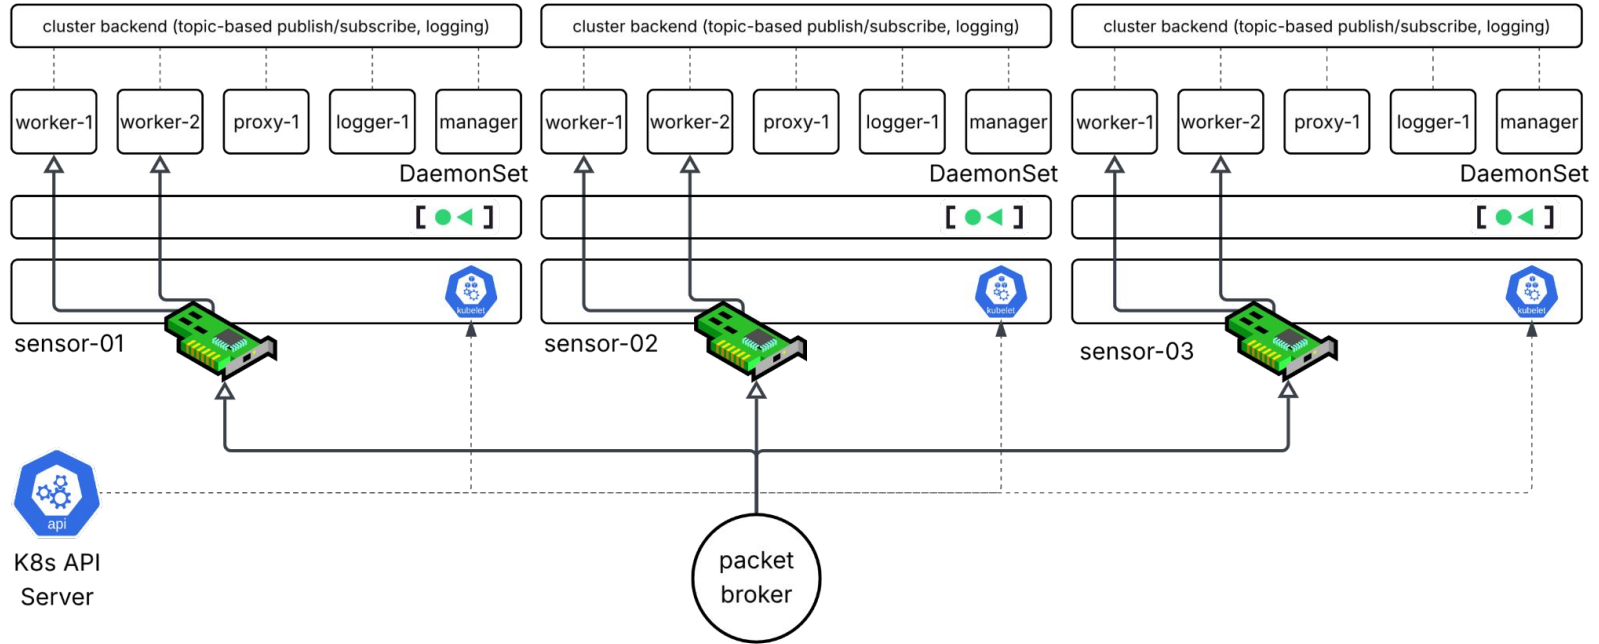 cluster backend (topic-based publish/subscribe, logging)
cluster backend (topic-based publish/subscribe, logging)
cluster backend (topic-based publish/subscribe, logging)
worker-1
worker-2
proxy-1
logger-1
manager
worker-1
worker-2
proxy-1
logger-1
manager
worker-1
worker-2
proxy-1
logger-1
manager
DaemonSet
DaemonSet
DaemonSet
kubelet
kubelet
kubelet
sensor-01
sensor-02
sensor-03
api
K8s API
Server
packet
broker